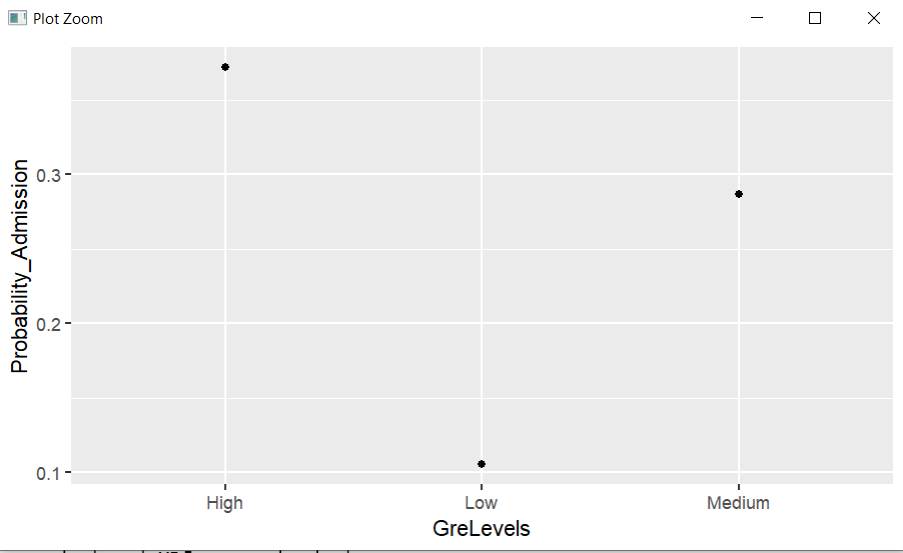 Plot Zoom
Probability_Admission
0.3
0.2
0.1
High Low Medium
GreLevels